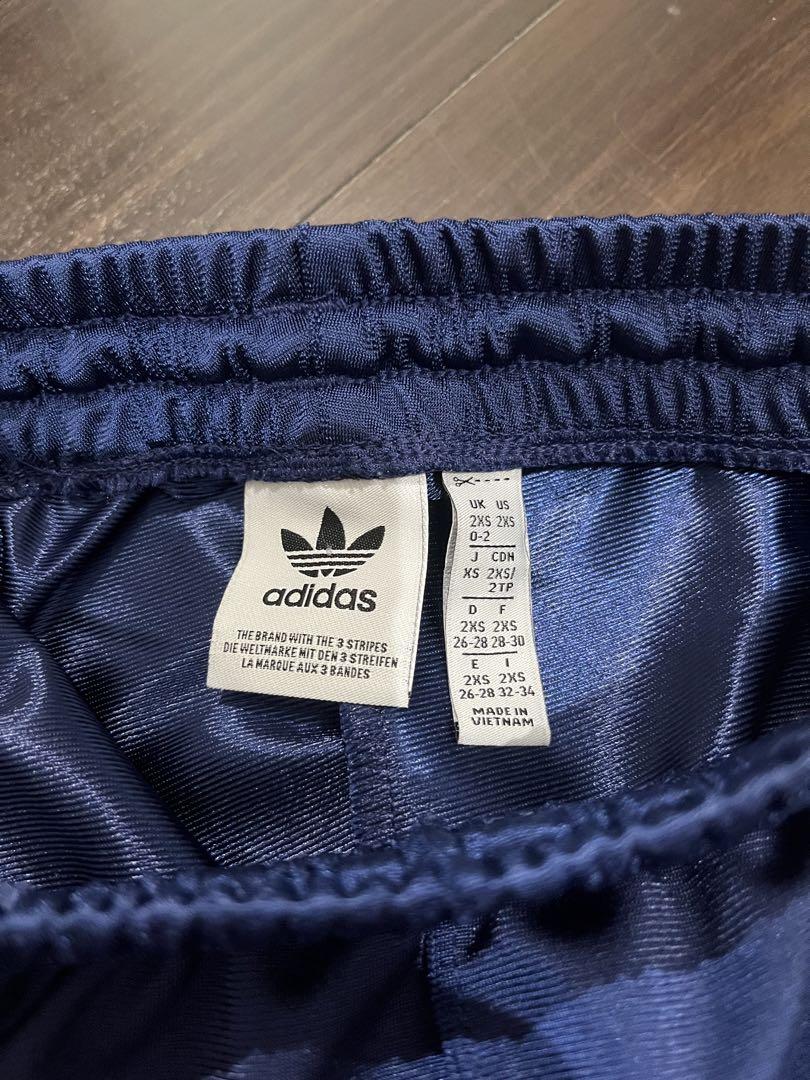 adidas
THE BRAND WITH THE 3 STRIPES
DIE WELTMARKE MIT DEN 3 STREIFEN
LA MARQUE AUX 3 BANDES
UK US
2XS 2XS
0-2
J CDN
XS 2XS/
2TP
D F
2XS 2XS
26-28 28-30
E I
2XS 2XS
26-28 32-34
MADE IN
VIETNAM